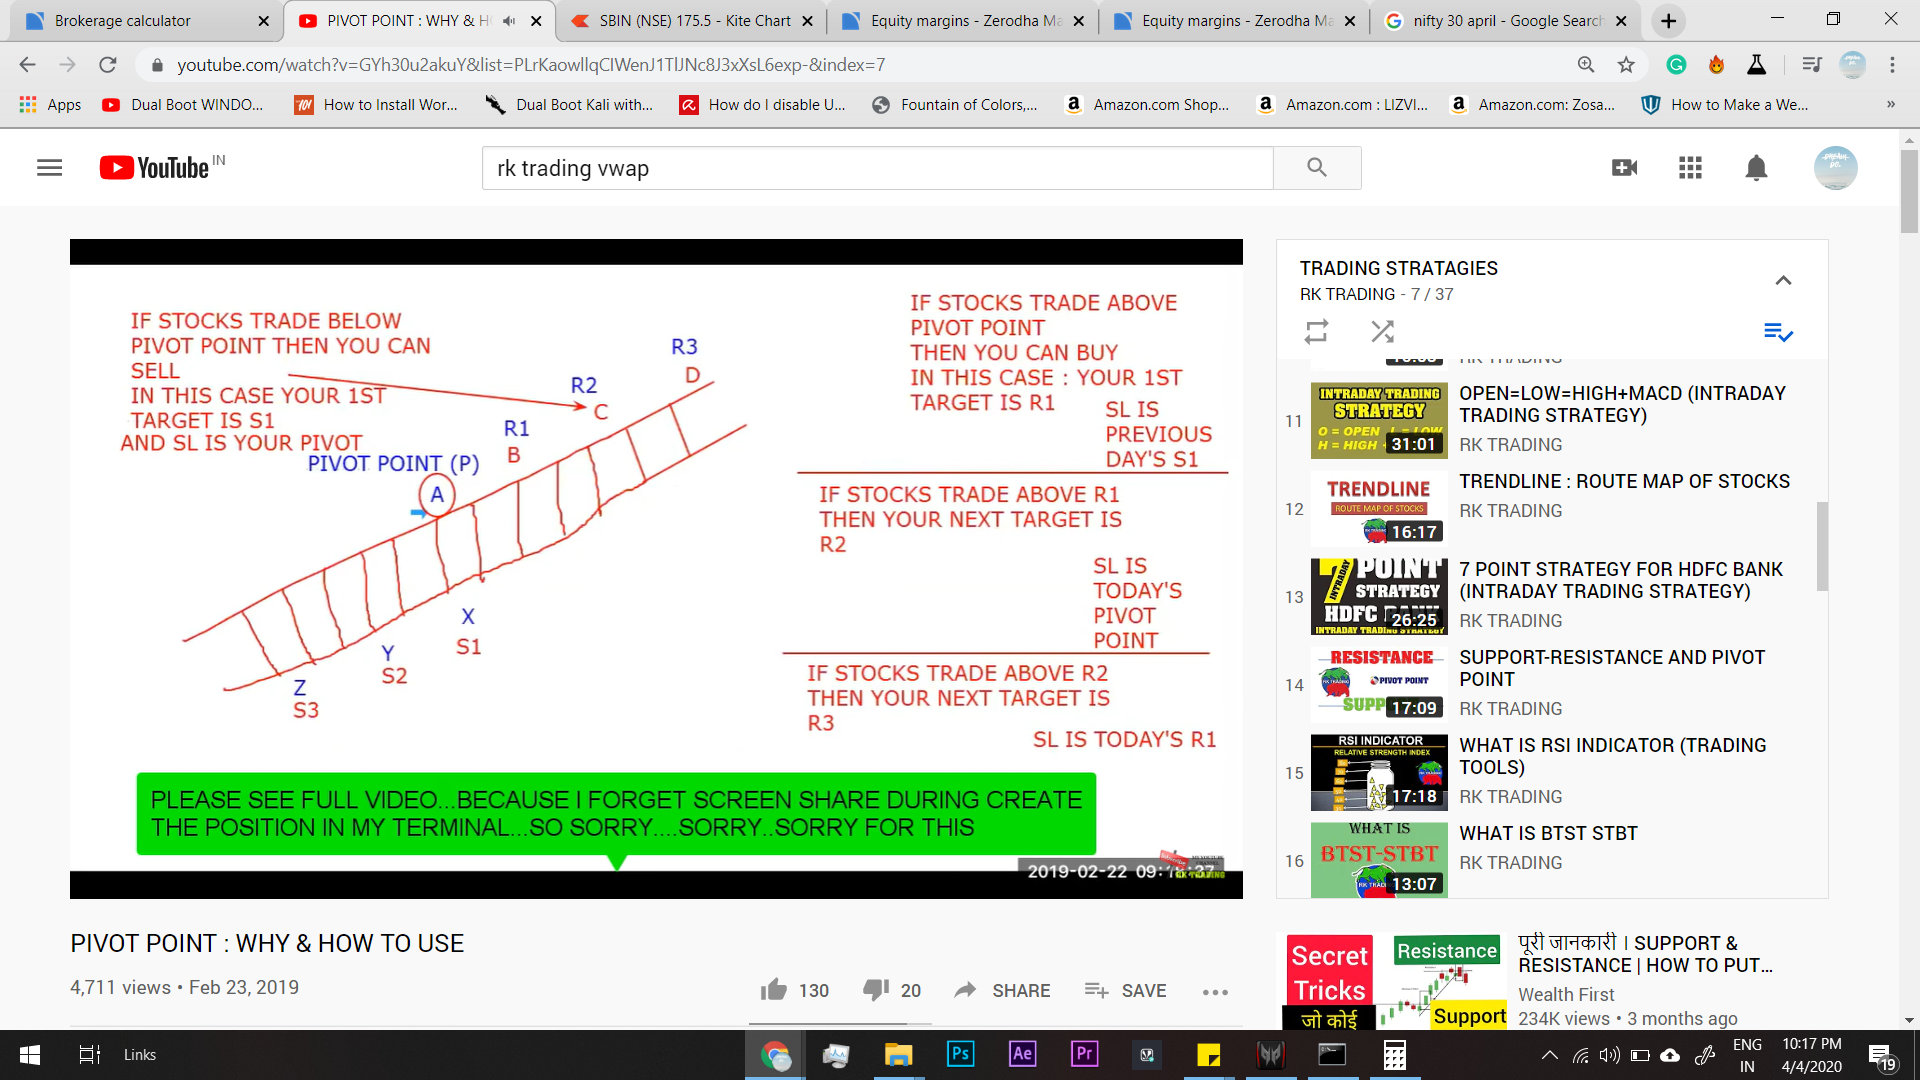 Brokerage calculator
PIVOT POINT : WHY & H
SBIN (NSE) 175.5 - Kite Chart
Equity margins - Zerodha Ma
Equity margins - Zerodha Ma
nifty 30 april - Google Search
youtube.com/watch?v=GYh30u2akuY&list=PLrKaowllqCIWenJ1TlJNc8J3xXsL6exp-&index=7
Apps
Dual Boot WINDO...
How to Install Wor...
Dual Boot Kali with...
How do I disable U...
Fountain of Colors,...
Amazon.com Shop...
Amazon.com : LIZVI...
Amazon.com: Zosa...
How to Make a We...
»
YouTube IN
rk trading vwap
IF STOCKS TRADE BELOW
PIVOT POINT THEN YOU CAN
SELL
IN THIS CASE YOUR 1ST
TARGET IS S1
AND SL IS YOUR PIVOT
PIVOT POINT (P)
A
R1
B
R2
C
R3
D
X
S1
Y
S2
Z
S3
IF STOCKS TRADE ABOVE
PIVOT POINT
THEN YOU CAN BUY
IN THIS CASE : YOUR 1ST
TARGET IS R1
SL IS
PREVIOUS
DAY'S S1
IF STOCKS TRADE ABOVE R1
THEN YOUR NEXT TARGET IS
R2
SL IS
TODAY'S
PIVOT
POINT
IF STOCKS TRADE ABOVE R2
THEN YOUR NEXT TARGET IS
R3
SL IS TODAY'S R1
PLEASE SEE FULL VIDEO...BECAUSE I FORGET SCREEN SHARE DURING CREATE
THE POSITION IN MY TERMINAL...SO SORRY....SORRY..SORRY FOR THIS
2019-02-22
RK TRADING
PIVOT POINT : WHY & HOW TO USE
4,711 views • Feb 23, 2019
130
20
SHARE
SAVE
TRADING STRATAGIES
RK TRADING - 7 / 37
RK TRADING
11
INTRADAY TRADING
STRATEGY
O = OPEN L = LOW
H = HIGH
31:01
OPEN=LOW=HIGH+MACD (INTRADAY
TRADING STRATEGY)
RK TRADING
12
TRENDLINE
ROUTE MAP OF STOCKS
16:17
TRENDLINE : ROUTE MAP OF STOCKS
RK TRADING
13
7 POINT
INTRADAY
STRATEGY
HDFC BANK
26:25
INTRADAY TRADING STRATEGY
7 POINT STRATEGY FOR HDFC BANK
(INTRADAY TRADING STRATEGY)
RK TRADING
14
RESISTANCE
PIVOT POINT
SUPP
17:09
SUPPORT-RESISTANCE AND PIVOT
POINT
RK TRADING
15
RSI INDICATOR
RELATIVE STRENGTH INDEX
17:18
WHAT IS RSI INDICATOR (TRADING
TOOLS)
RK TRADING
16
WHAT IS
BTST-STBT
RK TRADI
13:07
WHAT IS BTST STBT
RK TRADING
Secret
Tricks
जो कोई
Resistance
Support
पूरी जानकारी । SUPPORT &
RESISTANCE | HOW TO PUT...
Wealth First
234K views • 3 months ago
Links
Ps
Ae
Pr
ENG
IN
10:17 PM
4/4/2020
19